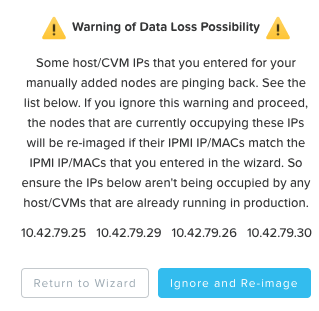 Warning of Data Loss Possibility
Some host/CVM IPs that you entered for your
manually added nodes are pinging back. See the
list below. If you ignore this warning and proceed,
the nodes that are currently occupying these IPs
will be re-imaged if their IPMI IP/MACs match the
IPMI IP/MACs that you entered in the wizard. So
ensure the IPs below aren't being occupied by any
host/CVMs that are already running in production.
10.42.79.25 10.42.79.29 10.42.79.26 10.42.79.30
Return to Wizard Ignore and Re-image